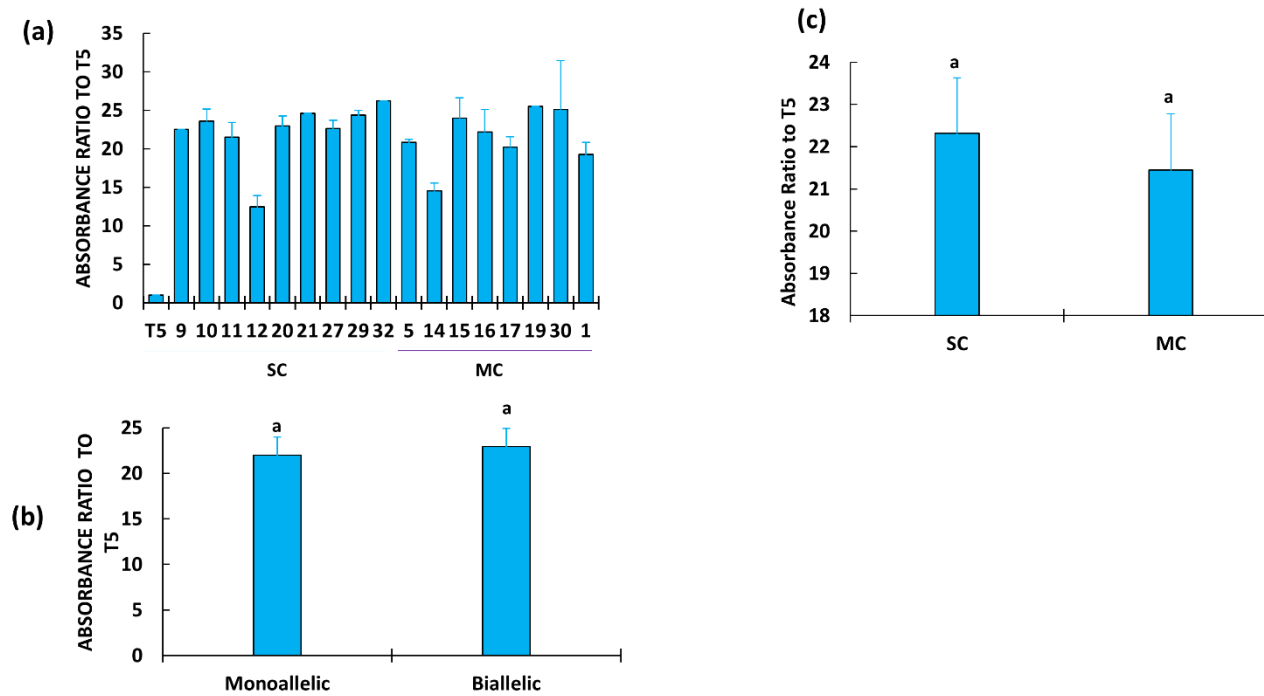 (a)
ABSORBANCE RATIO TO T5
35
30
25
20
15
10
5
0
T5 9 10 11 12 20 21 27 29 32 5 14 15 16 17 19 30 1
SC MC
(c)
Absorbance Ratio to T5
24
23
22
21
20
19
18
a
a
SC MC
(b)
ABSORBANCE RATIO TO
T5
25
20
15
10
5
0
a
a
Monoallelic Biallelic